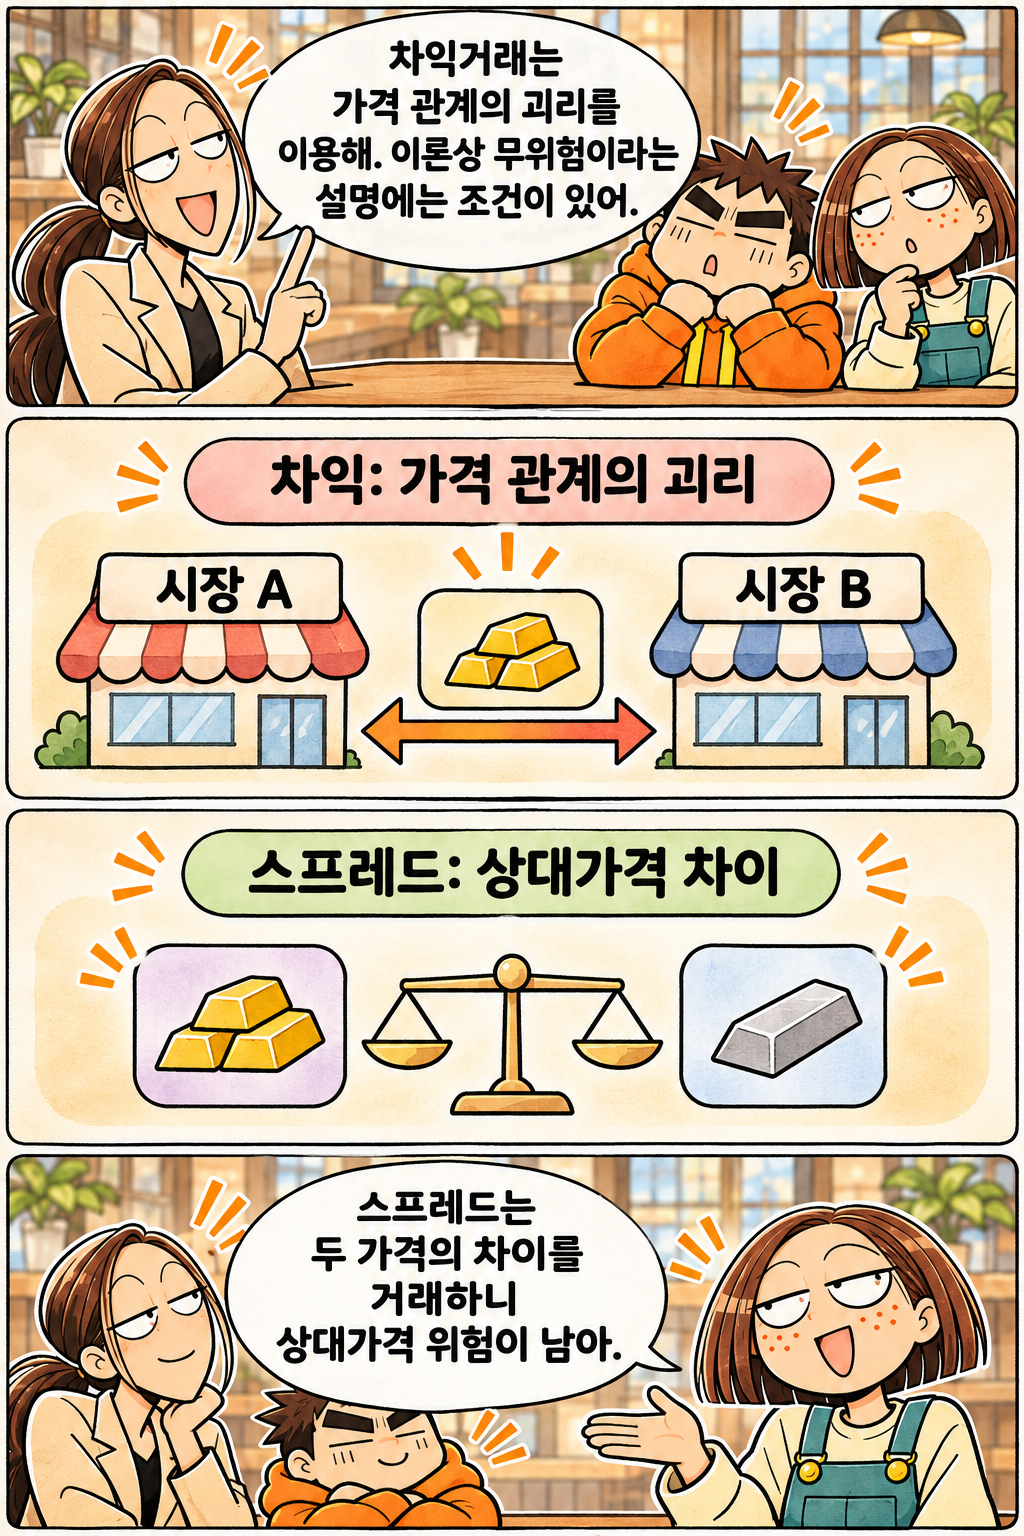 차익거래는
가격 관계의 괴리를
이용해. 이론상 무위험이라는
설명에는 조건이 있어.
차익: 가격 관계의 괴리
시장 A
시장 B
스프레드: 상대가격 차이
스프레드는
두 가격의 차이를
거래하니
상대가격 위험이 남아.